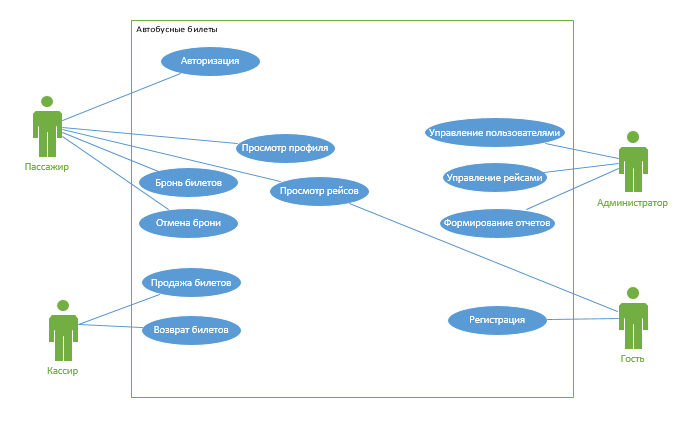 Автобусные билеты
Авторизация
Управление пользователями
Просмотр профиля
Пассажир
Бронь билетов
Просмотр рейсов
Управление рейсами
Администратор
Отмена брони
Формирование отчетов
Продажа билетов
Возврат билетов
Регистрация
Кассир
Гость